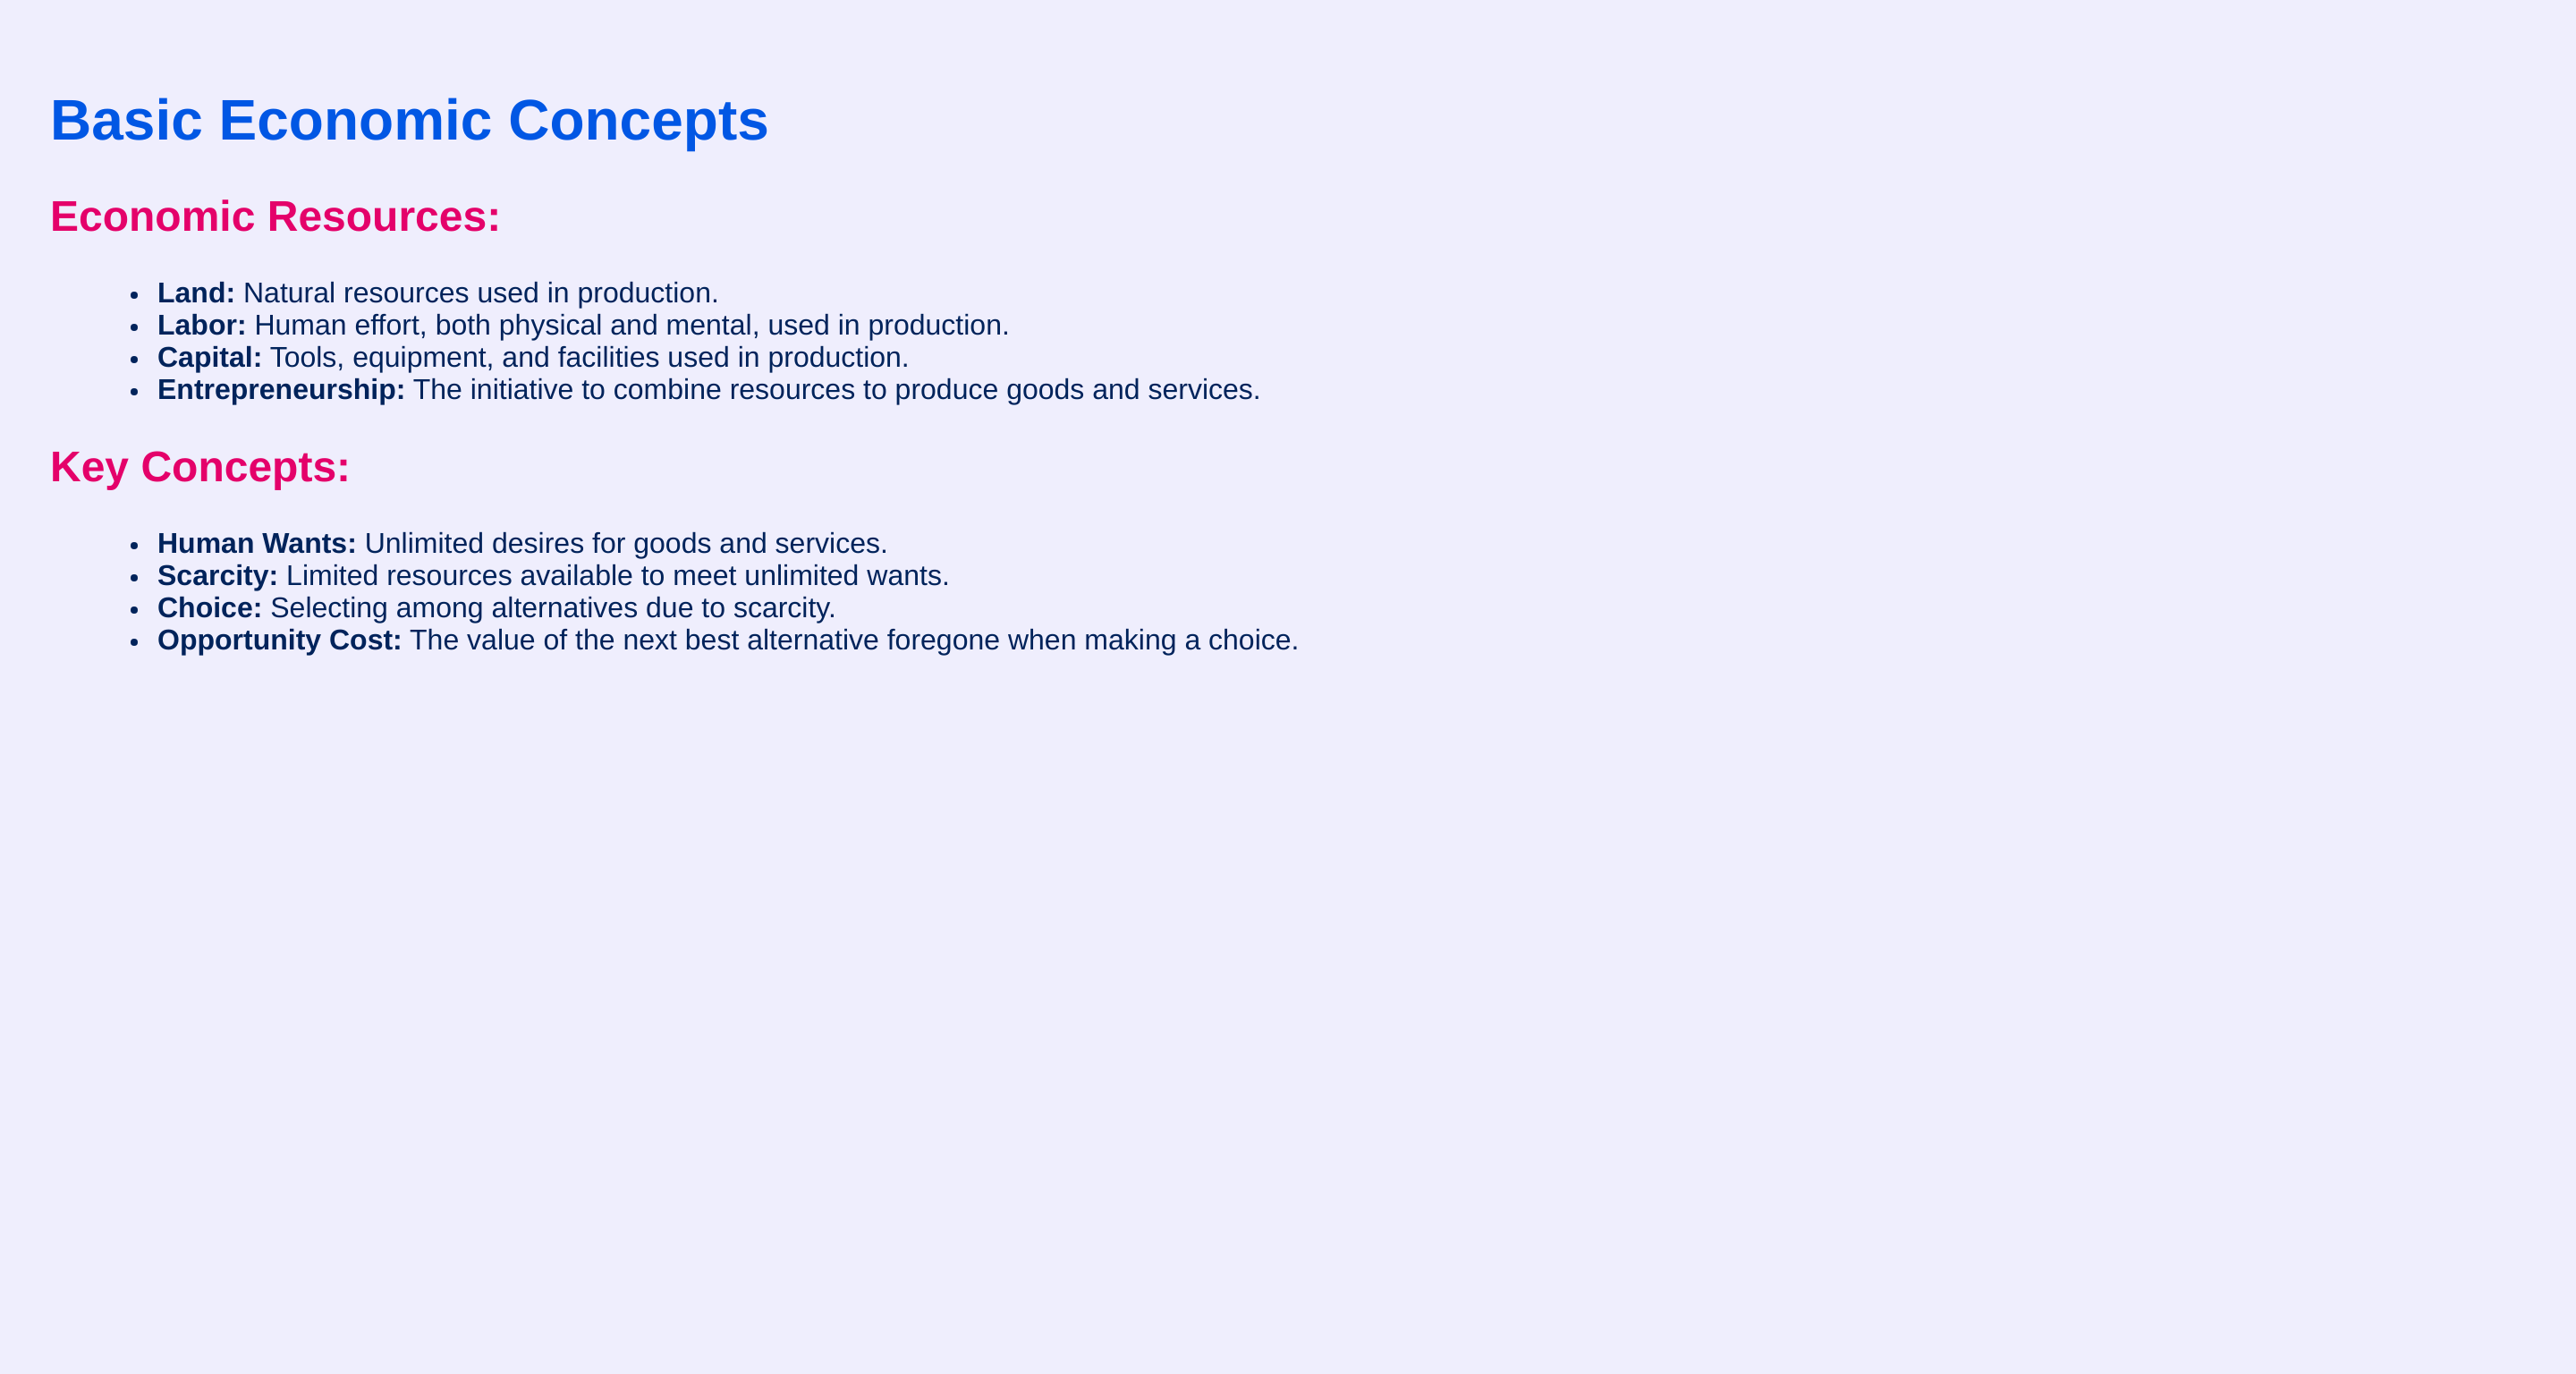 Basic Economic Concepts
Economic Resources:
• Land: Natural resources used in production.
• Labor: Human effort, both physical and mental, used in production.
• Capital: Tools, equipment, and facilities used in production.
• Entrepreneurship: The initiative to combine resources to produce goods and services.
Key Concepts:
• Human Wants: Unlimited desires for goods and services.
• Scarcity: Limited resources available to meet unlimited wants.
• Choice: Selecting among alternatives due to scarcity.
• Opportunity Cost: The value of the next best alternative foregone when making a choice.